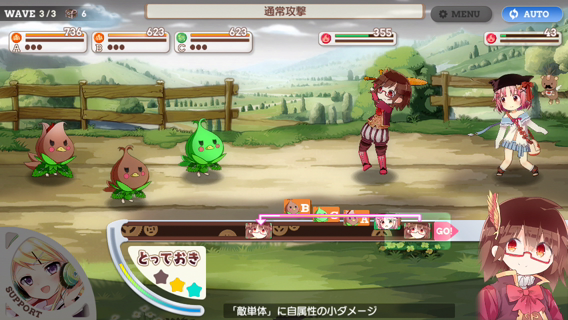 WAVE 3/3
6
通常攻撃
MENU
AUTO
736
623
623
355
43
A
B
C
B
A
GO!
とっておき
SUPPORT
「敵単体」に自属性の小ダメージ